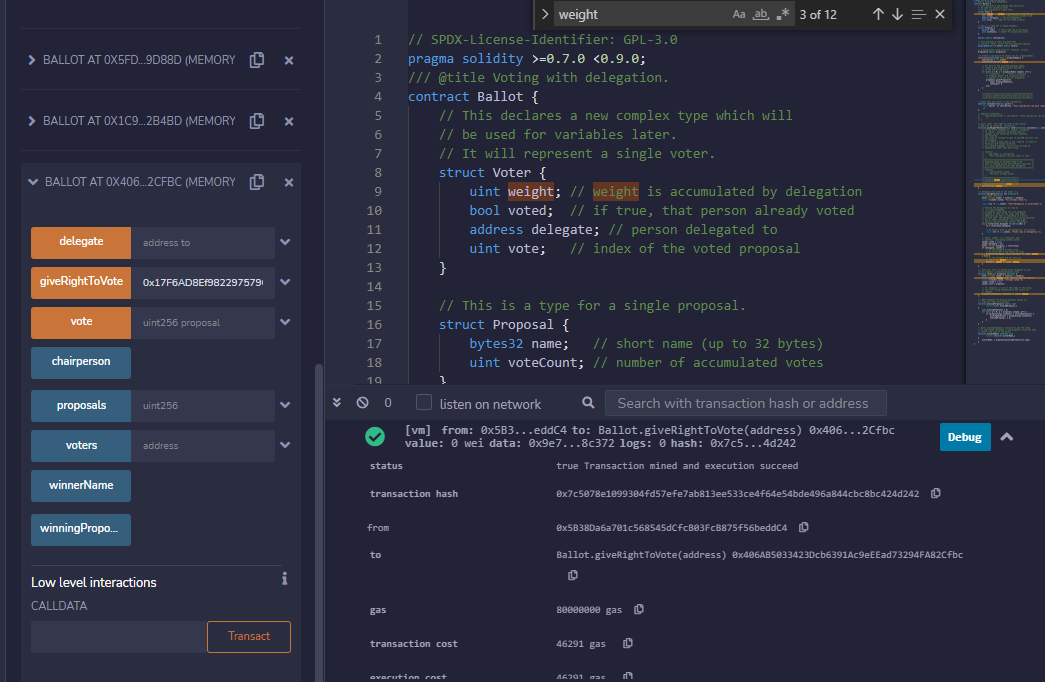 BALLOT AT 0X5FD...9D88D (MEMORY
BALLOT AT 0X1C9...2B4BD (MEMORY
BALLOT AT 0X406...2CFBC (MEMORY
delegate address to
giveRightToVote 0x17F6AD8Ef982297579
vote uint256 proposal
chairperson
proposals uint256
voters address
winnerName
winningPropo...
Low level interactions
CALLDATA
Transact
weight Aa ab .* 3 of 12
1 // SPDX-License-Identifier: GPL-3.0
2 pragma solidity >=0.7.0 <0.9.0;
3 /// @title Voting with delegation.
4 contract Ballot {
5 // This declares a new complex type which will
6 // be used for variables later.
7 // It will represent a single voter.
8 struct Voter {
9 uint weight; // weight is accumulated by delegation
10 bool voted; // if true, that person already voted
11 address delegate; // person delegated to
12 uint vote; // index of the voted proposal
13 }
14
15 // This is a type for a single proposal.
16 struct Proposal {
17 bytes32 name; // short name (up to 32 bytes)
18 uint voteCount; // number of accumulated votes
19 }
0 listen on network Search with transaction hash or address
[vm] from: 0x5B3...eddC4 to: Ballot.giveRightToVote(address) 0x406...2Cfbc
value: 0 wei data: 0x9e7...8c372 logs: 0 hash: 0x7c5...4d242
Debug
status true Transaction mined and execution succeed
transaction hash 0x7c5078e1099304fd57efe7ab813ee533ce4f64e54bde496a844cbc8bc424d242
from 0x5B38Da6a701c568545dCfcB03FcB875f56beddC4
to Ballot.giveRightToVote(address) 0x406AB5033423Dcb6391Ac9eEEad73294FA82Cfbc
gas 80000000 gas
transaction cost 46291 gas
execution cost 46291 gas